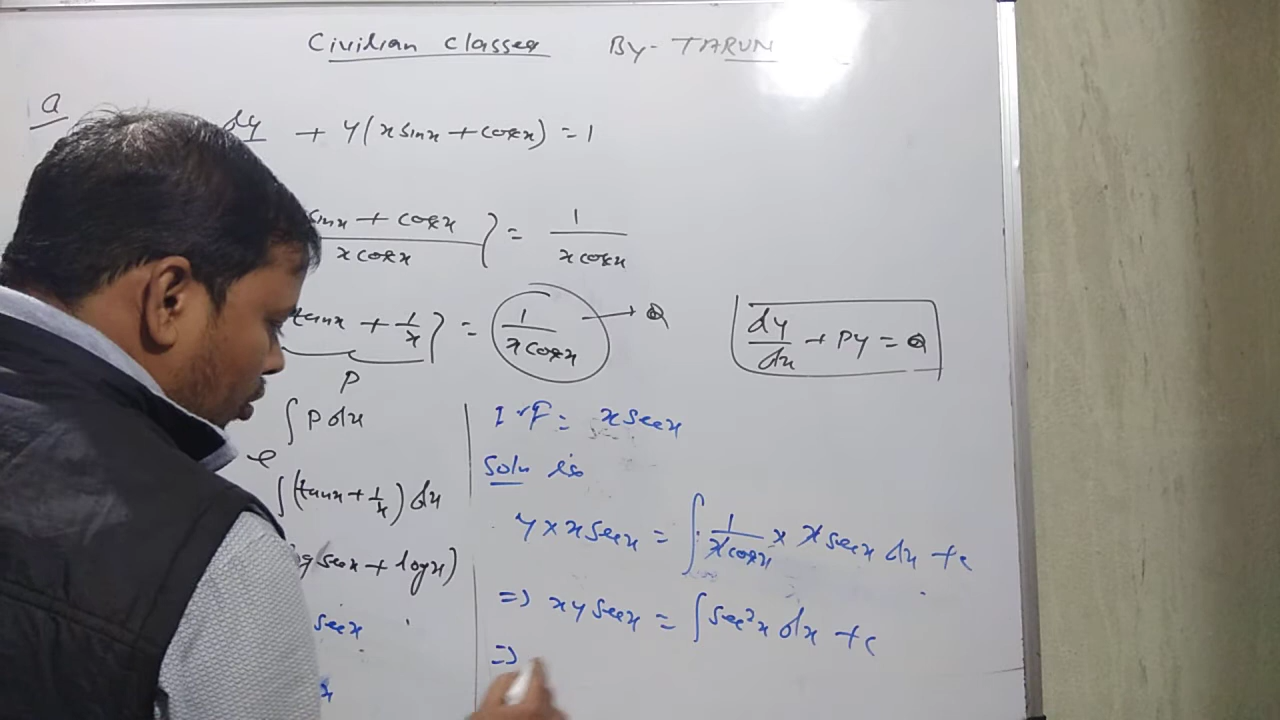 Civilian Classes By- TARUN
Q
dy + y(x sinx + cosx) = 1
sinx + cosx / x cosx } = 1 / x cosx
tanx + 1/x } = 1 / x cosx → Q
P
dy/dx + Py = Q
e ∫ P dx
∫ (tanx + 1/x) dx
secx + logx)
secx
x
I.F = x secx
Soln is
y × x secx = ∫ 1 / x cosx × x secx dx + c
=> xy secx = ∫ sec²x dx + c
=>